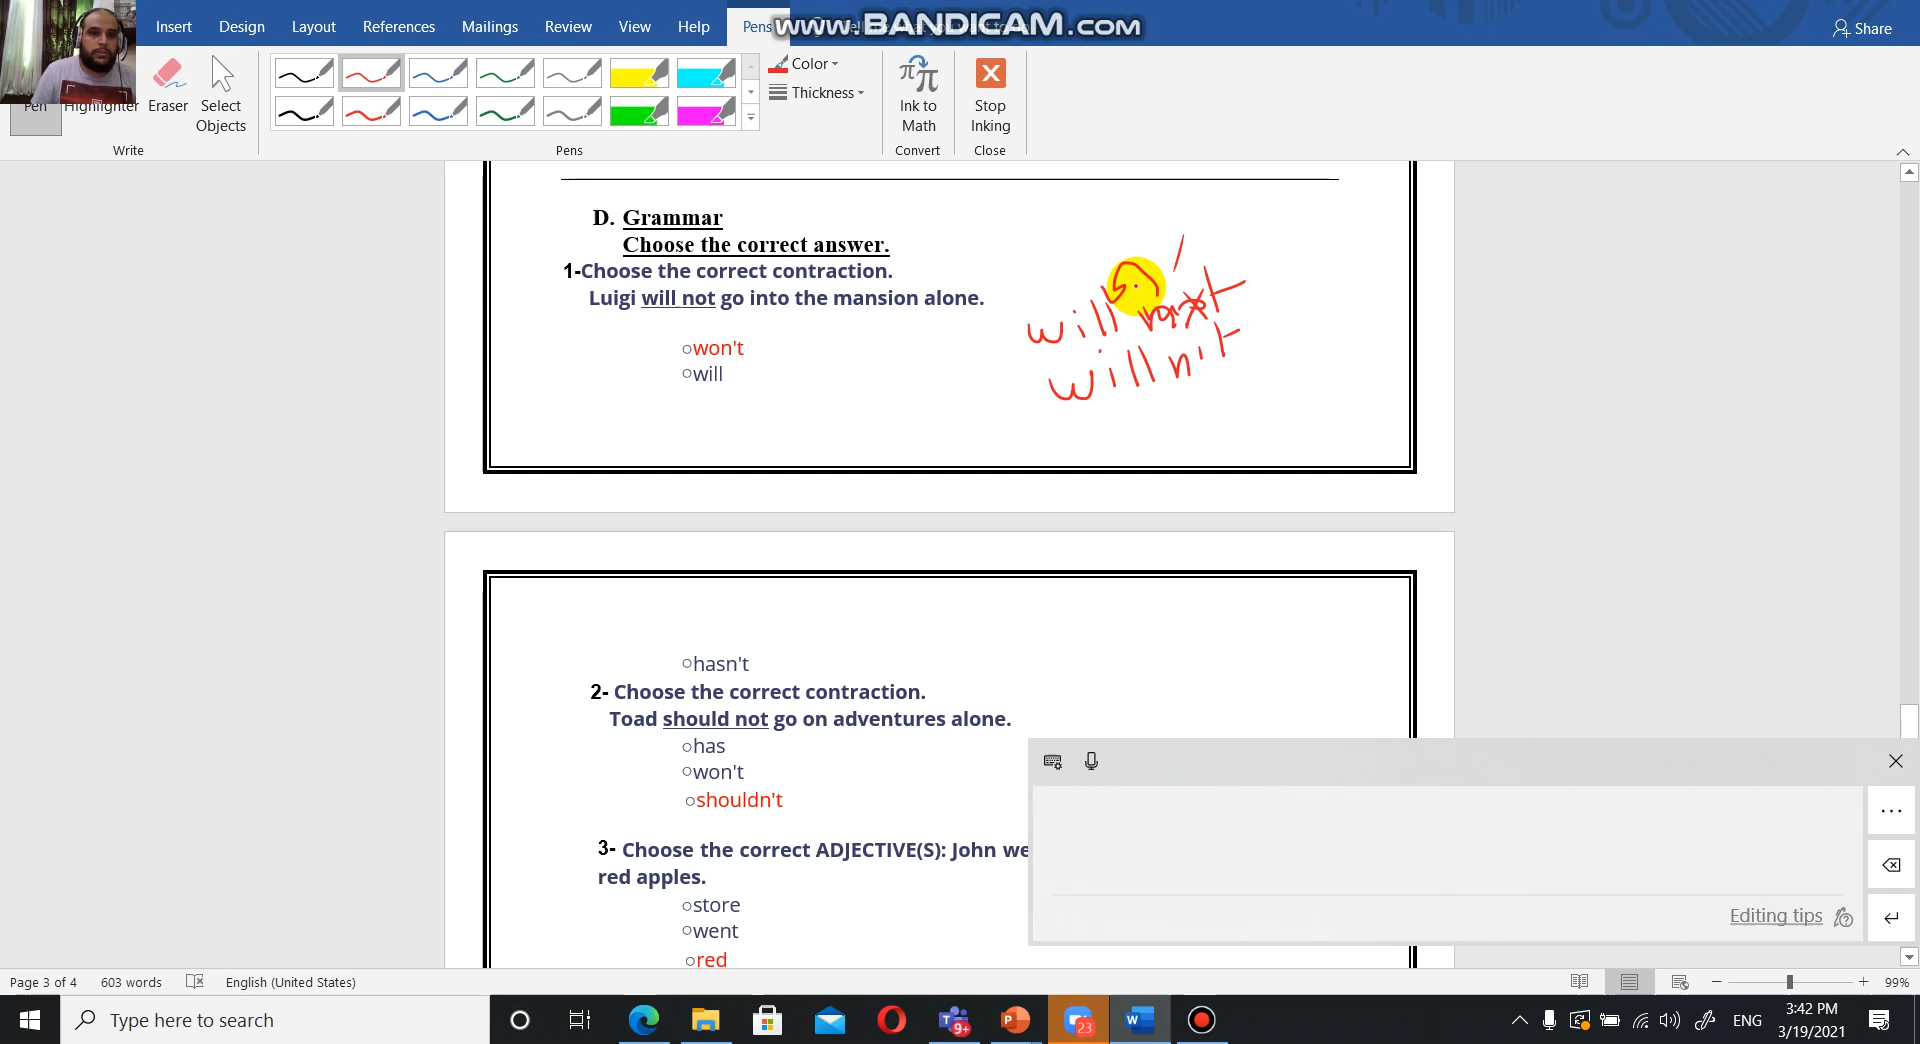 Insert Design Layout References Mailings Review View Help Pens
www.BANDICAM.com
Share
Pen Highlighter Eraser Select Objects
Color
Thickness
Ink to Math
Stop Inking
Write Pens Convert Close
D. Grammar
Choose the correct answer.
1-Choose the correct contraction.
Luigi will not go into the mansion alone.
won't
will
will not
will n't
hasn't
2- Choose the correct contraction.
Toad should not go on adventures alone.
has
won't
shouldn't
3- Choose the correct ADJECTIVE(S): John we
red apples.
store
went
red
Editing tips
Page 3 of 4 603 words English (United States) 99%
Type here to search
9+
23
ENG
3:42 PM
3/19/2021